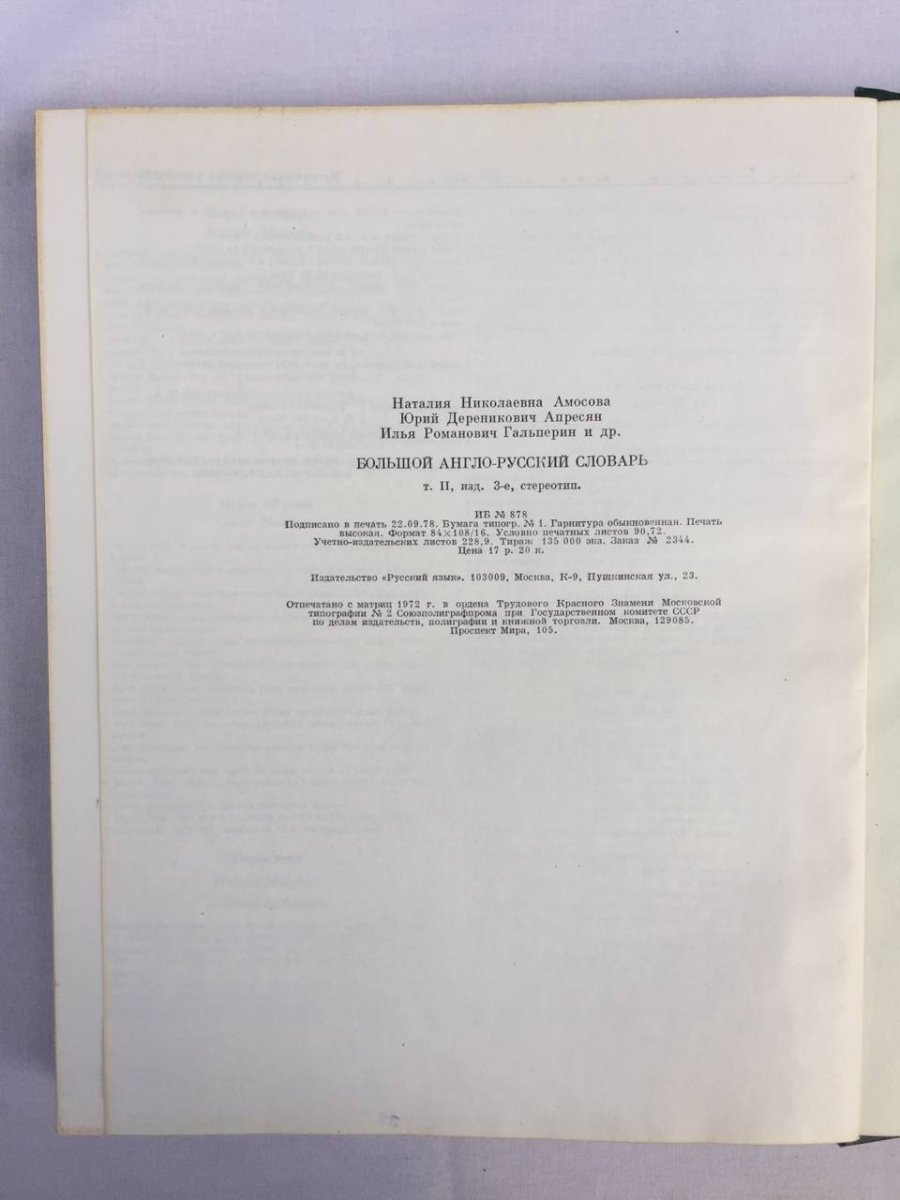 Наталия Николаевна Амосова
Юрий Дереникович Апресян
Илья Романович Гальперин и др.
БОЛЬШОЙ АНГЛО-РУССКИЙ СЛОВАРЬ
т. II, изд. 3-е, стереотип.
ИБ № 878
Подписано в печать 22.09.78. Бумага типогр. № 1. Гарнитура обыкновенная. Печать
высокая. Формат 84×108/16. Условно печатных листов 90,72.
Учетно-издательских листов 228,9. Тираж 135 000 экз. Заказ № 2344.
Цена 17 р. 20 к.
Издательство «Русский язык». 103009, Москва, К-9, Пушкинская ул., 23.
Отпечатано с матриц 1972 г. в ордена Трудового Красного Знамени Московской
типографии № 2 Союзполиграфпрома при Государственном комитете СССР
по делам издательств, полиграфии и книжной торговли. Москва, 129085.
Проспект Мира, 105.